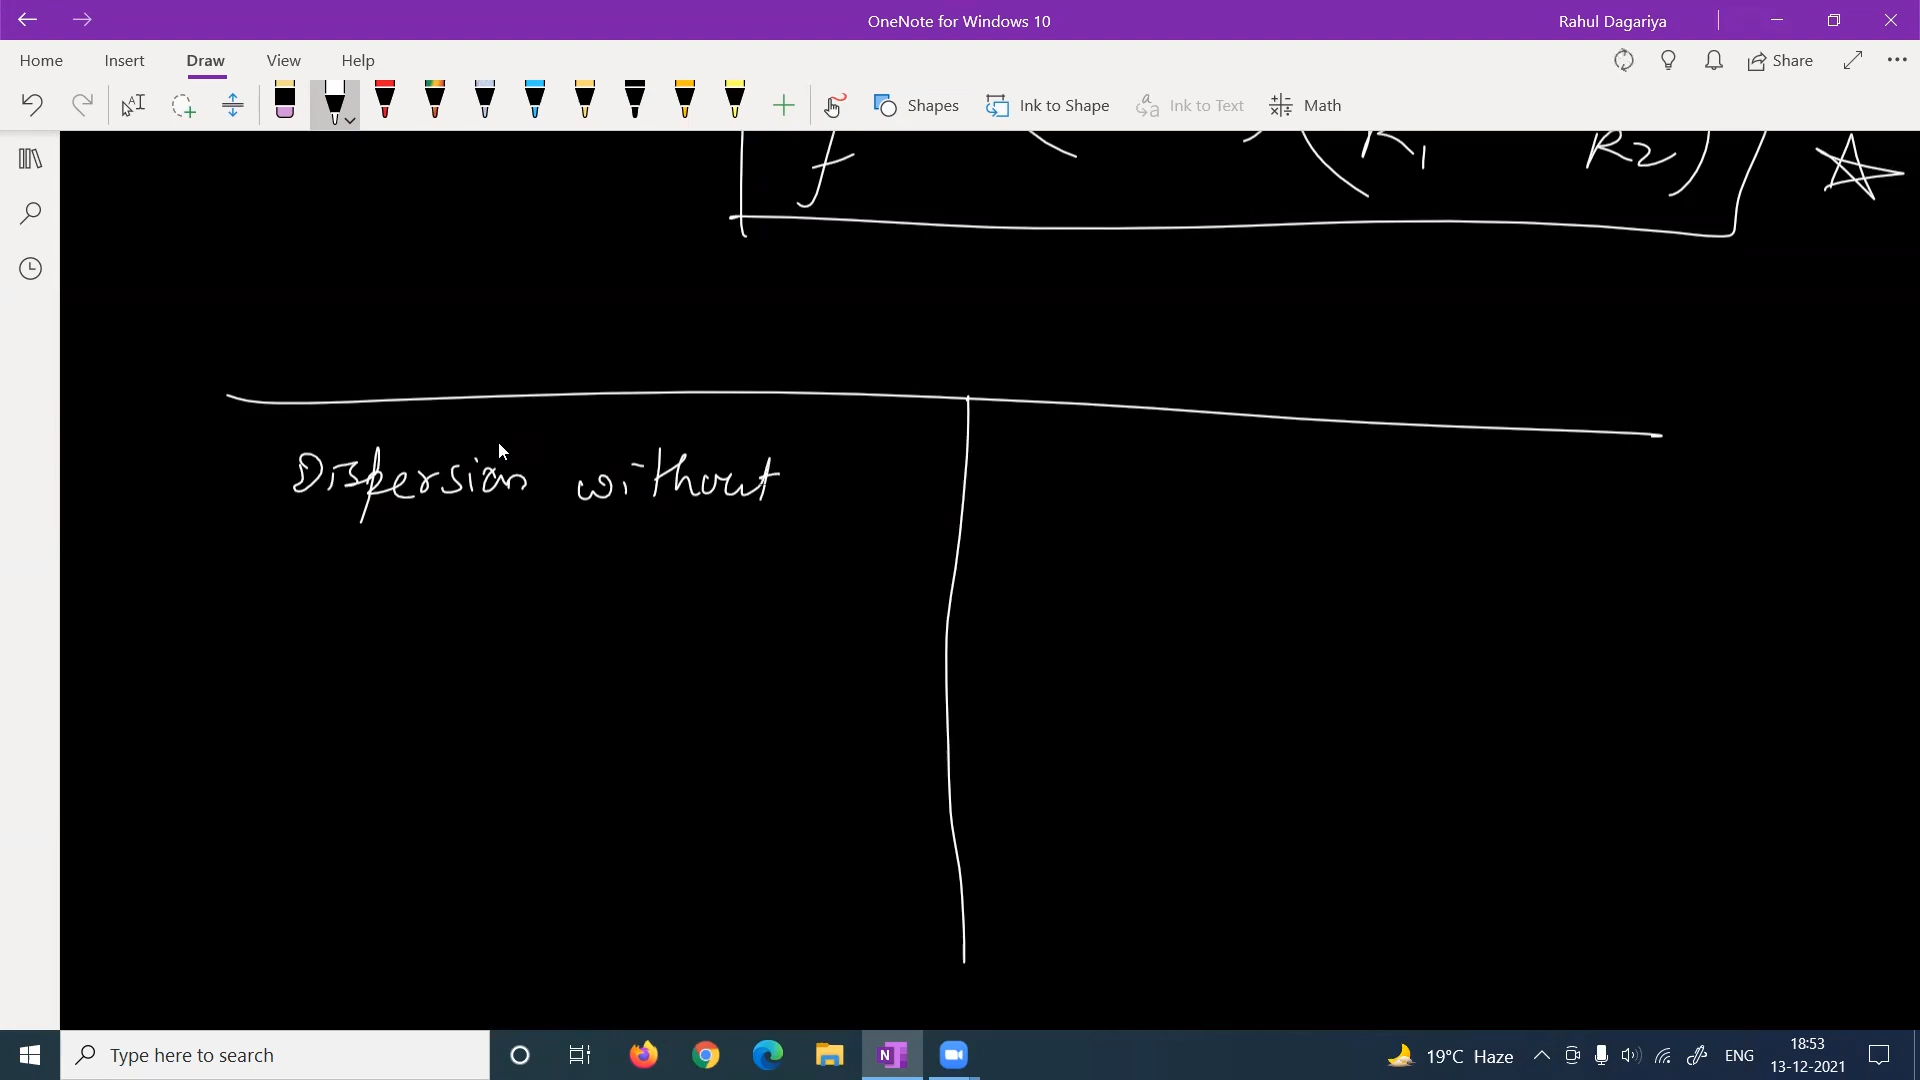 OneNote for Windows 10
Rahul Dagariya
Home Insert Draw View Help
Share
Shapes Ink to Shape Ink to Text Math
f ( R1 R2 )
Dispersion without
Type here to search
19°C Haze
ENG
18:53
13-12-2021